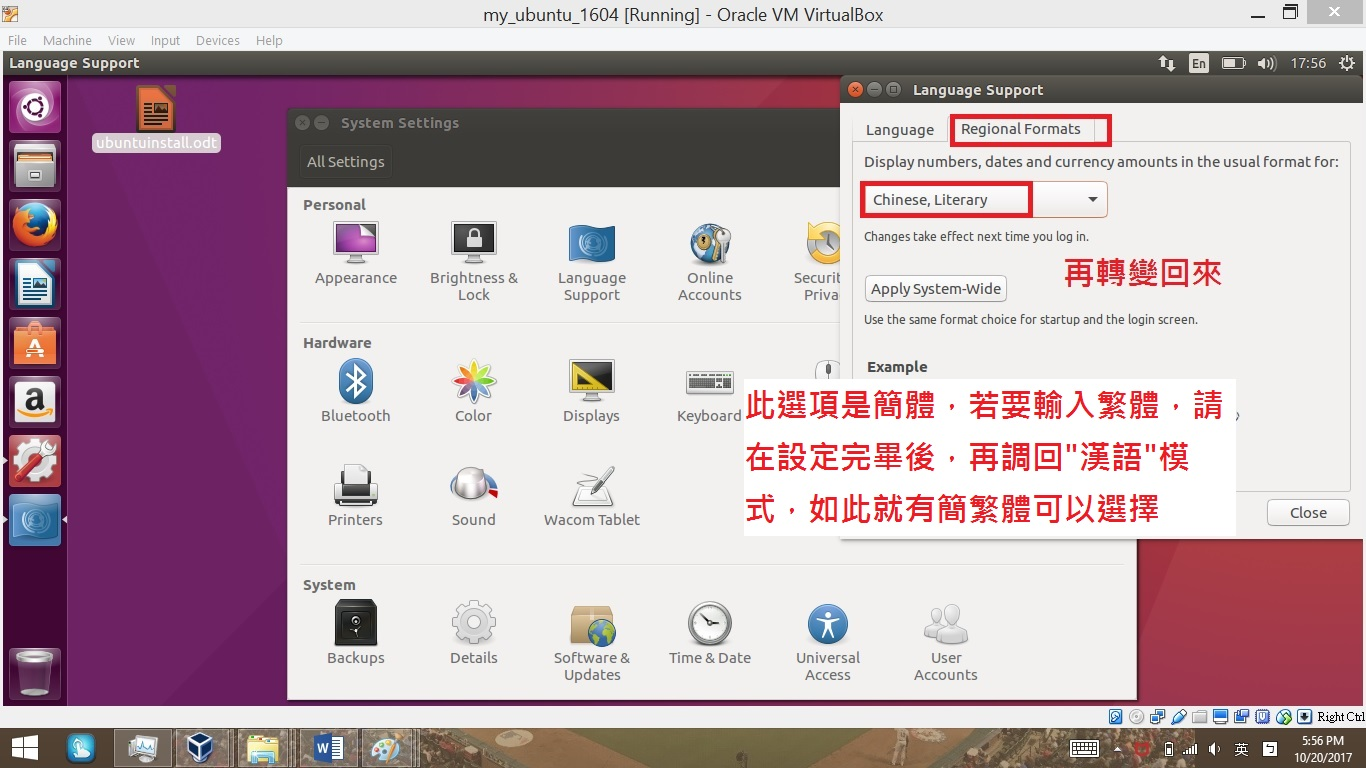 my_ubuntu_1604 [Running] - Oracle VM VirtualBox
File Machine View Input Devices Help
Language Support
En
17:56
ubuntuinstall.odt
System Settings
All Settings
Personal
Appearance
Brightness &
Lock
Language
Support
Online
Accounts
Securit
Priva
Hardware
Bluetooth
Color
Displays
Keyboard
Printers
Sound
Wacom Tablet
System
Backups
Details
Software &
Updates
Time & Date
Universal
Access
User
Accounts
Language Support
Language
Regional Formats
Display numbers, dates and currency amounts in the usual format for:
Chinese, Literary
Changes take effect next time you log in.
再轉變回來
Apply System-Wide
Use the same format choice for startup and the login screen.
Example
此選項是簡體，若要輸入繁體，請
在設定完畢後，再調回"漢語"模
式，如此就有簡繁體可以選擇
Close
Right Ctrl
英
5:56 PM
10/20/2017